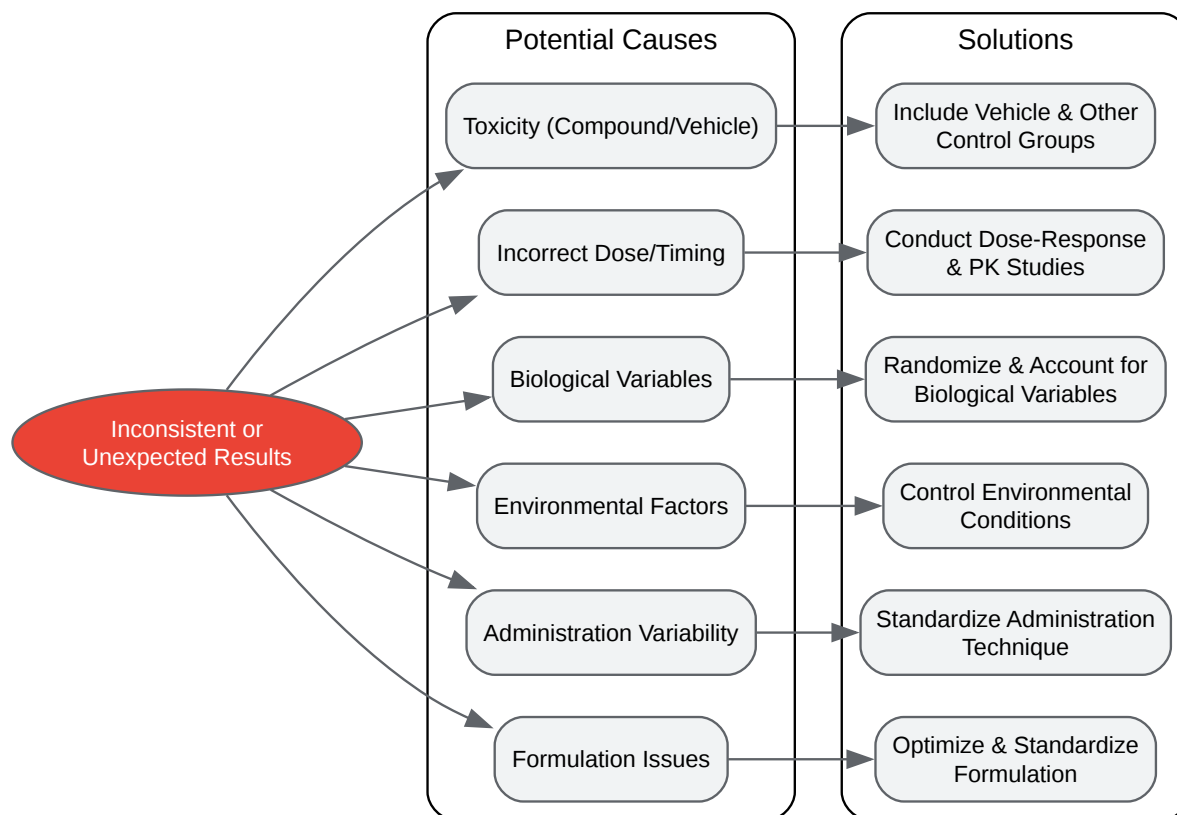 Potential Causes
Solutions
Toxicity (Compound/Vehicle)
Include Vehicle & Other
Control Groups
Incorrect Dose/Timing
Conduct Dose-Response
& PK Studies
Biological Variables
Randomize & Account for
Biological Variables
Inconsistent or
Unexpected Results
Environmental Factors
Control Environmental
Conditions
Administration Variability
Standardize Administration
Technique
Formulation Issues
Optimize & Standardize
Formulation